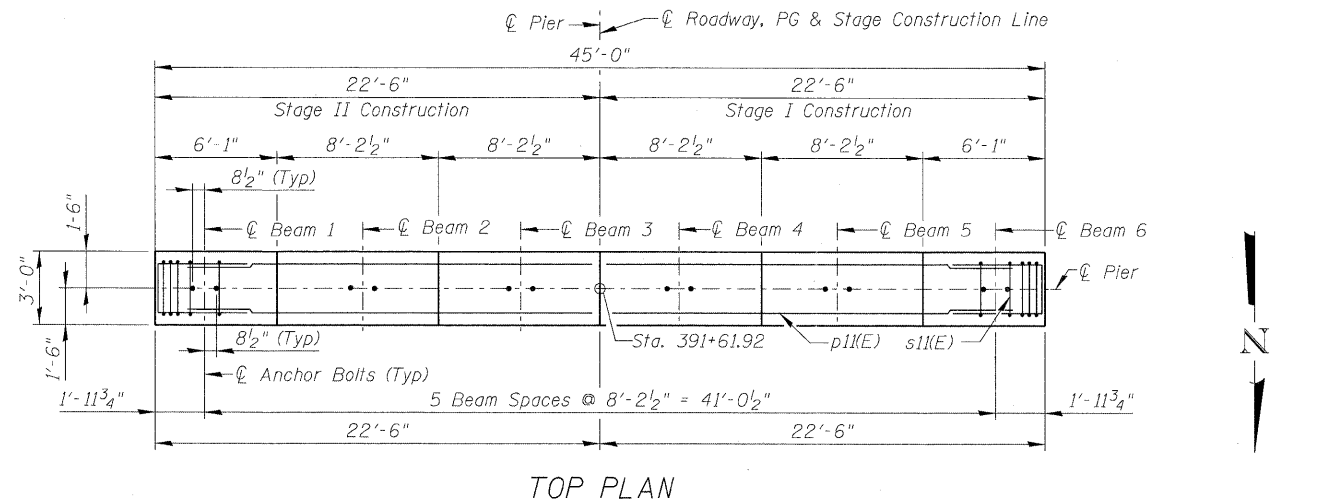 ℄ Pier
℄ Roadway, PG & Stage Construction Line
45'-0"
22'-6"
22'-6"
Stage II Construction
Stage I Construction
6'-1"
8'-2½"
8'-2½"
8'-2½"
8'-2½"
6'-1"
8½" (Typ)
1'-6"
℄ Beam 1
℄ Beam 2
℄ Beam 3
℄ Beam 4
℄ Beam 5
℄ Beam 6
3'-0"
℄ Pier
1'-6"
8½" (Typ)
Sta. 391+61.92
p11(E)
s11(E)
N
℄ Anchor Bolts (Typ)
1'-11¾"
5 Beam Spaces @ 8'-2½" = 41'-0½"
1'-11¾"
22'-6"
22'-6"
TOP PLAN